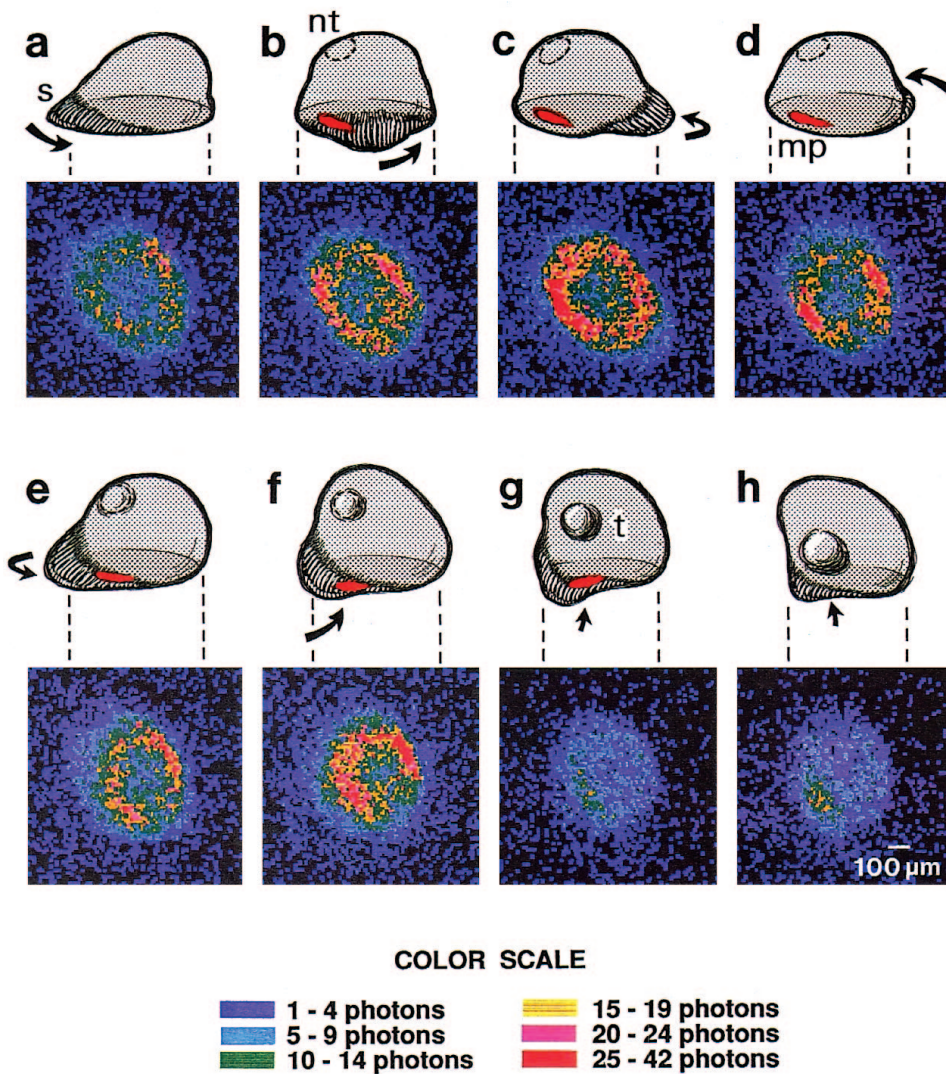 a b c d
nt
s
mp
e f g h
t
100 µm
COLOR SCALE
1 - 4 photons
5 - 9 photons
10 - 14 photons
15 - 19 photons
20 - 24 photons
25 - 42 photons